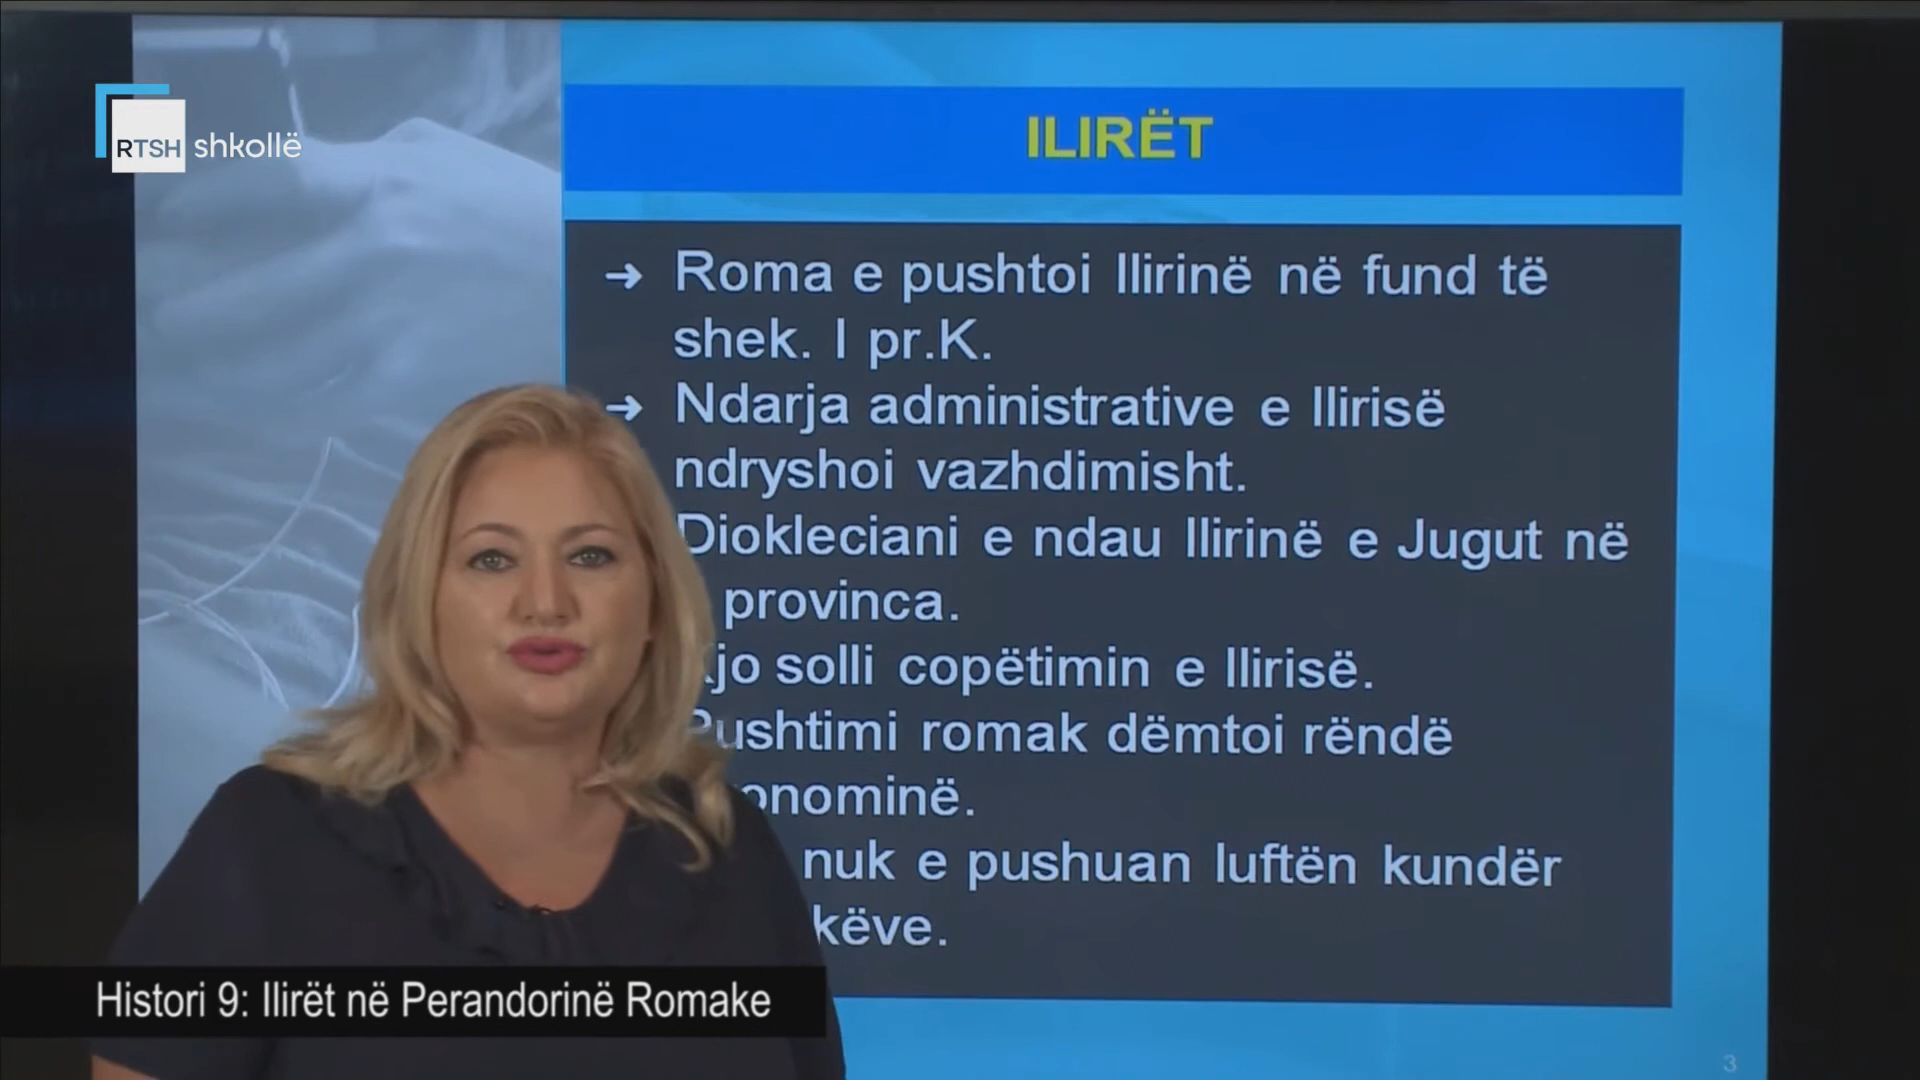 RTSH shkollë
ILIRËT
➔ Roma e pushtoi Ilirinë në fund të
shek. I pr.K.
➔ Ndarja administrative e Ilirisë
ndryshoi vazhdimisht.
Diokleciani e ndau Ilirinë e Jugut në
provinca.
solli copëtimin e Ilirisë.
Pushtimi romak dëmtoi rëndë
nuk e pushuan luftën kundër
Histori 9: Ilirët në Perandorinë Romake
3